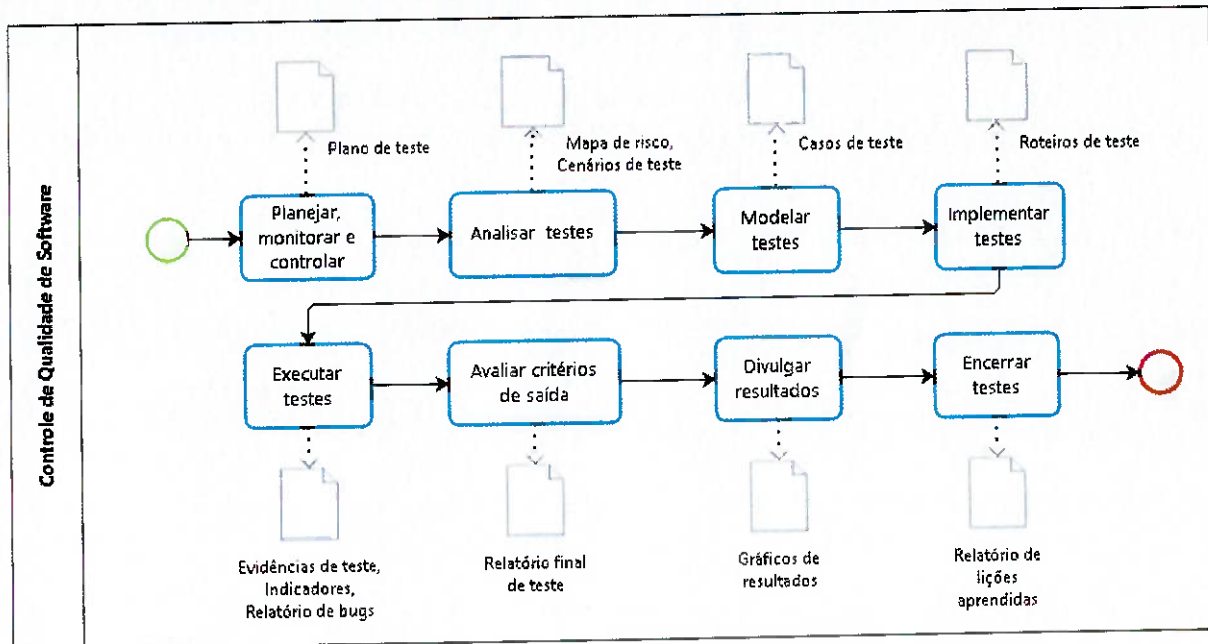 Controle de Qualidade de Software
Plano de teste
Mapa de risco,
Cenários de teste
Casos de teste
Roteiros de teste
Planejar,
monitorar e
controlar
Analisar testes
Modelar
testes
Implementar
testes
Executar
testes
Avaliar critérios
de saída
Divulgar
resultados
Encerrar
testes
Evidências de teste,
Indicadores,
Relatório de bugs
Relatório final
de teste
Gráficos de
resultados
Relatório de
lições
aprendidas